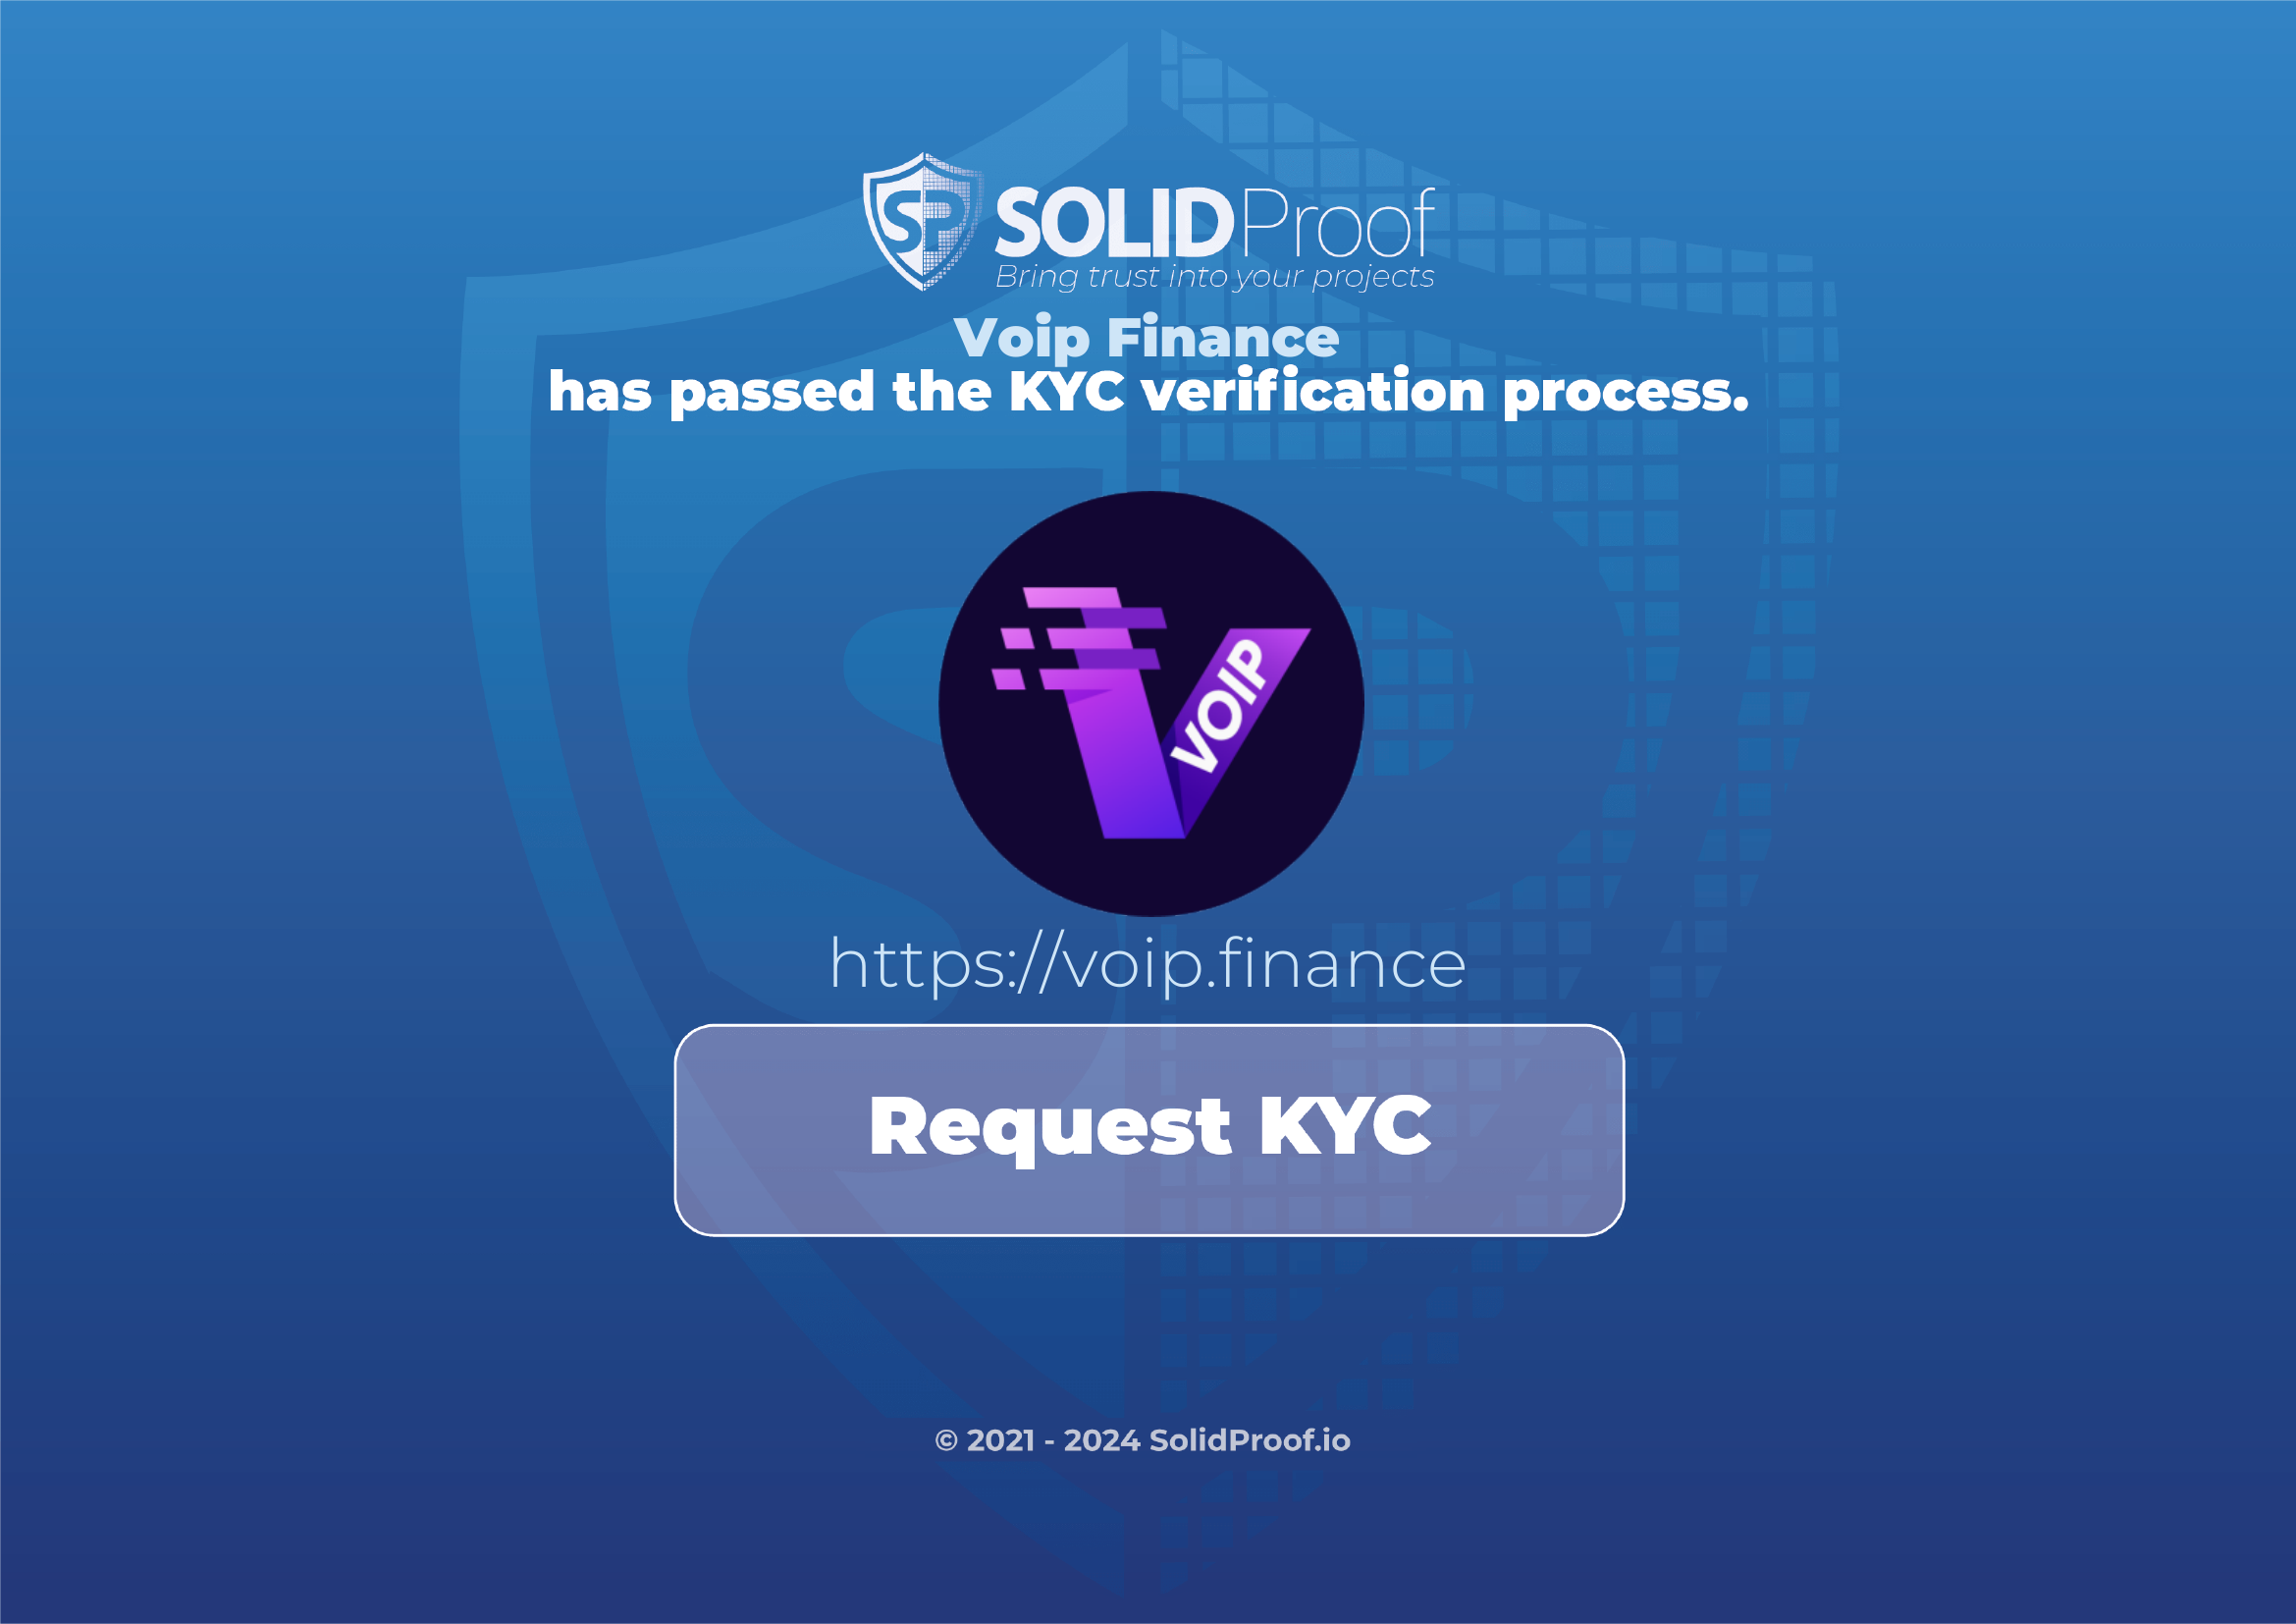 SP SOLIDProof
Bring trust into your projects
Voip Finance
has passed the KYC verification process.
VOIP
https://voip.finance
Request KYC
© 2021 - 2024 SolidProof.io